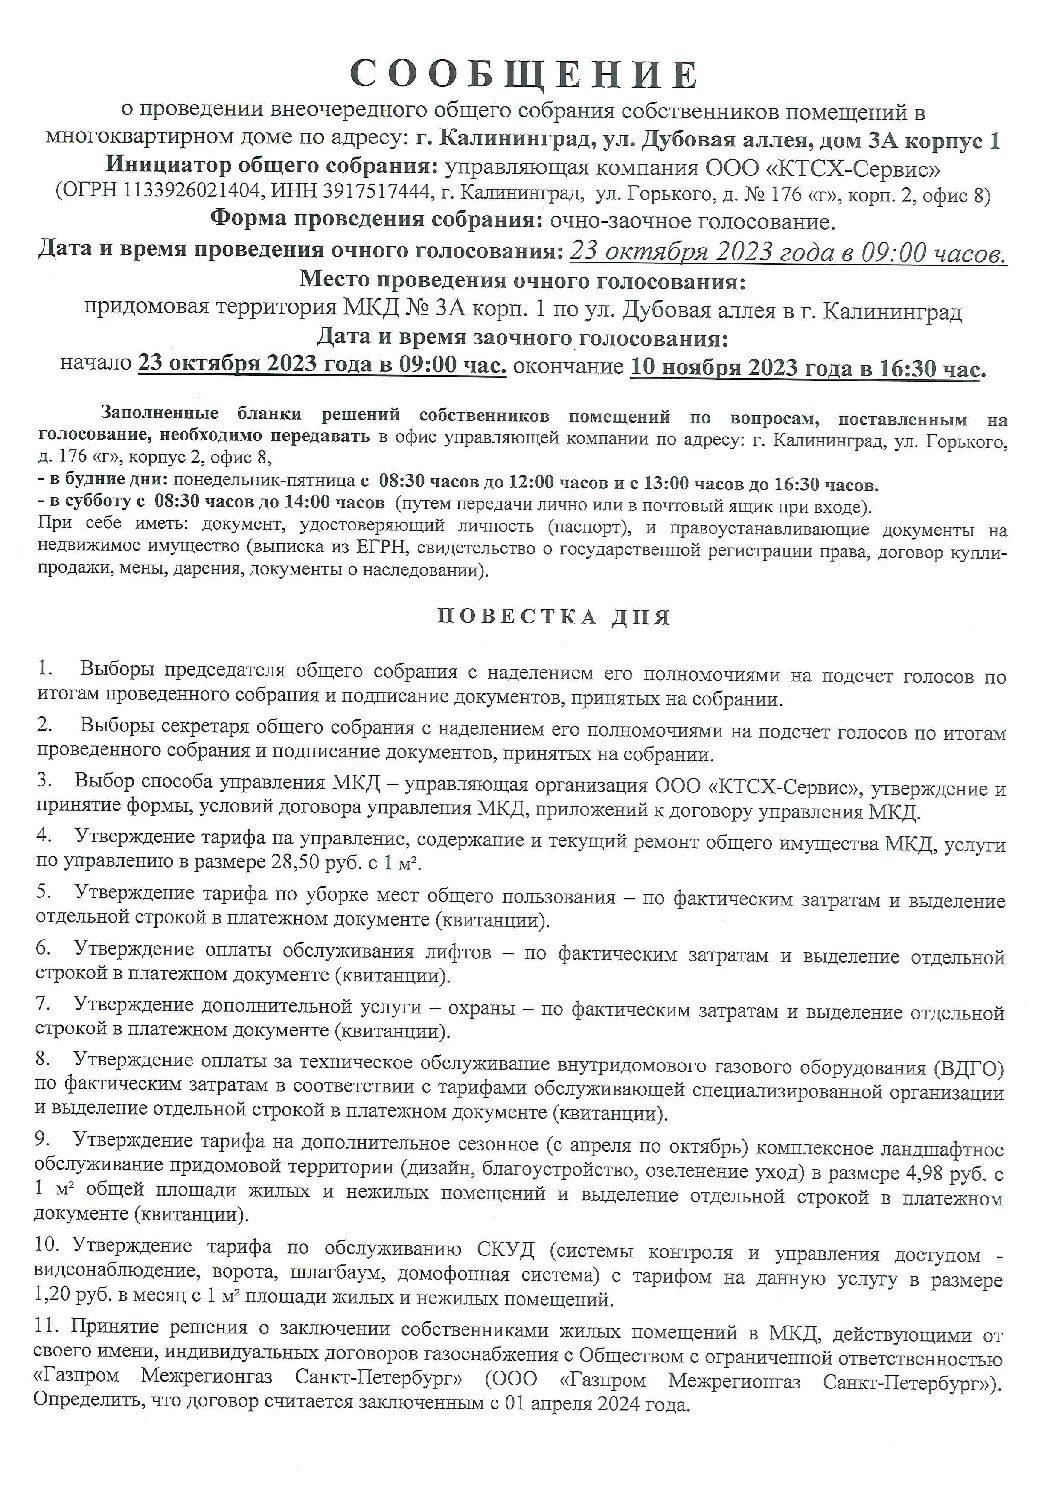 СООБЩЕНИЕ
о проведении внеочередного общего собрания собственников помещений в
многоквартирном доме по адресу: г. Калининград, ул. Дубовая аллея, дом 3А корпус 1
Инициатор общего собрания: управляющая компания ООО «КТСХ-Сервис»
(ОГРН 1133926021404, ИНН 3917517444, г. Калининград, ул. Горького, д. № 176 «г», корп. 2, офис 8)
Форма проведения собрания: очно-заочное голосование.
Дата и время проведения очного голосования: 23 октября 2023 года в 09:00 часов.
Место проведения очного голосования:
придомовая территория МКД № 3А корп. 1 по ул. Дубовая аллея в г. Калининград
Дата и время заочного голосования:
начало 23 октября 2023 года в 09:00 час. окончание 10 ноября 2023 года в 16:30 час.
Заполненные бланки решений собственников помещений по вопросам, поставленным на
голосование, необходимо передавать в офис управляющей компании по адресу: г. Калининград, ул. Горького,
д. 176 «г», корпус 2, офис 8,
- в будние дни: понедельник-пятница с 08:30 часов до 12:00 часов и с 13:00 часов до 16:30 часов.
- в субботу с 08:30 часов до 14:00 часов (путем передачи лично или в почтовый ящик при входе).
При себе иметь: документ, удостоверяющий личность (паспорт), и правоустанавливающие документы на
недвижимое имущество (выписка из ЕГРН, свидетельство о государственной регистрации права, договор купли-
продажи, мены, дарения, документы о наследовании).
ПОВЕСТКА ДНЯ
1. Выборы председателя общего собрания с наделением его полномочиями на подсчет голосов по
итогам проведенного собрания и подписание документов, принятых на собрании.
2. Выборы секретаря общего собрания с наделением его полномочиями на подсчет голосов по итогам
проведенного собрания и подписание документов, принятых на собрании.
3. Выбор способа управления МКД – управляющая организация ООО «КТСХ-Сервис», утверждение и
принятие формы, условий договора управления МКД, приложений к договору управления МКД.
4. Утверждение тарифа на управление, содержание и текущий ремонт общего имущества МКД, услуги
по управлению в размере 28,50 руб. с 1 м².
5. Утверждение тарифа по уборке мест общего пользования – по фактическим затратам и выделение
отдельной строкой в платежном документе (квитанции).
6. Утверждение оплаты обслуживания лифтов – по фактическим затратам и выделение отдельной
строкой в платежном документе (квитанции).
7. Утверждение дополнительной услуги – охраны – по фактическим затратам и выделение отдельной
строкой в платежном документе (квитанции).
8. Утверждение оплаты за техническое обслуживание внутридомового газового оборудования (ВДГО)
по фактическим затратам в соответствии с тарифами обслуживающей специализированной организации
и выделение отдельной строкой в платежном документе (квитанции).
9. Утверждение тарифа на дополнительное сезонное (с апреля по октябрь) комплексное ландшафтное
обслуживание придомовой территории (дизайн, благоустройство, озеленение уход) в размере 4,98 руб. с
1 м² общей площади жилых и нежилых помещений и выделение отдельной строкой в платежном
документе (квитанции).
10. Утверждение тарифа по обслуживанию СКУД (системы контроля и управления доступом -
видеонаблюдение, ворота, шлагбаум, домофонная система) с тарифом на данную услугу в размере
1,20 руб. в месяц с 1 м² площади жилых и нежилых помещений.
11. Принятие решения о заключении собственниками жилых помещений в МКД, действующими от
своего имени, индивидуальных договоров газоснабжения с Обществом с ограниченной ответственностью
«Газпром Межрегионгаз Санкт-Петербург» (ООО «Газпром Межрегионгаз Санкт-Петербург»).
Определить, что договор считается заключенным с 01 апреля 2024 года.